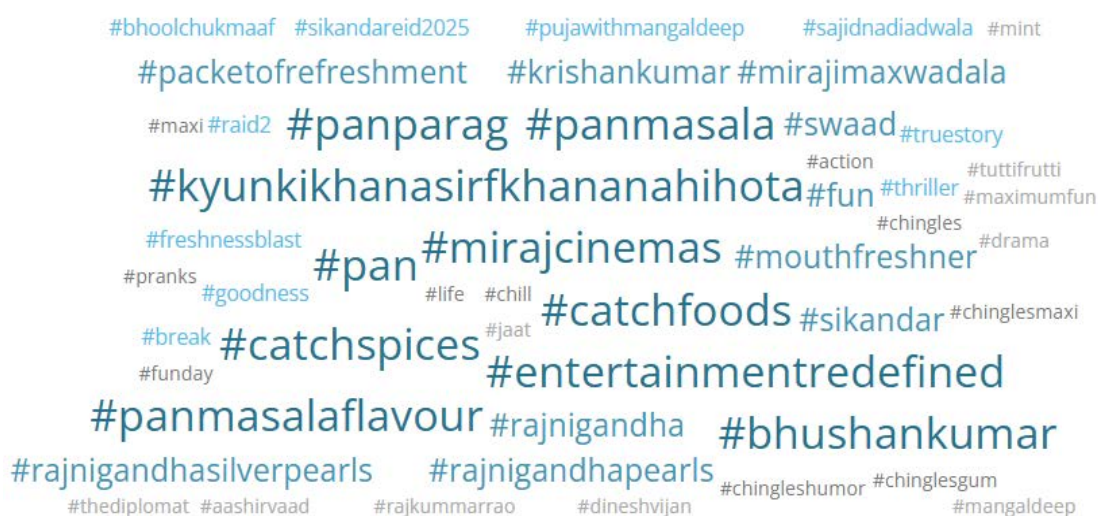 #bhoolchukmaaf #sikandareid2025 #pujawithmangaldeep #sajidnadiadwala #mint
#packetofrefreshment #krishankumar #mirajimaxwadala
#maxi #raid2 #panparag #panmasala #swaad #truestory
#action #tuttifrutti
#kyunkikhanasirfkhananahihota #fun #thriller #maximumfun
#chingles
#freshnessblast #mirajcinemas #mouthfreshner #drama
#pranks #pan
#goodness #life #chill
#catchfoods #sikandar #chinglesmaxi
#break #catchspices #jaat
#funday #entertainmentredefined
#panmasalaflavour #rajnigandha #bhushankumar
#rajnigandhasilverpearls #rajnigandhapearls #chingleshumor #chinglesgum
#thediplomat #aashirvaad #rajkummarrao #dineshvijan #mangaldeep